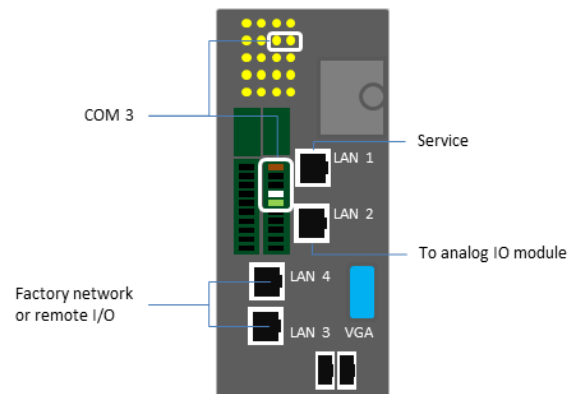 COM 3
Service
LAN 1
LAN 2
To analog IO module
LAN 4
Factory network
or remote I/O
LAN 3 VGA